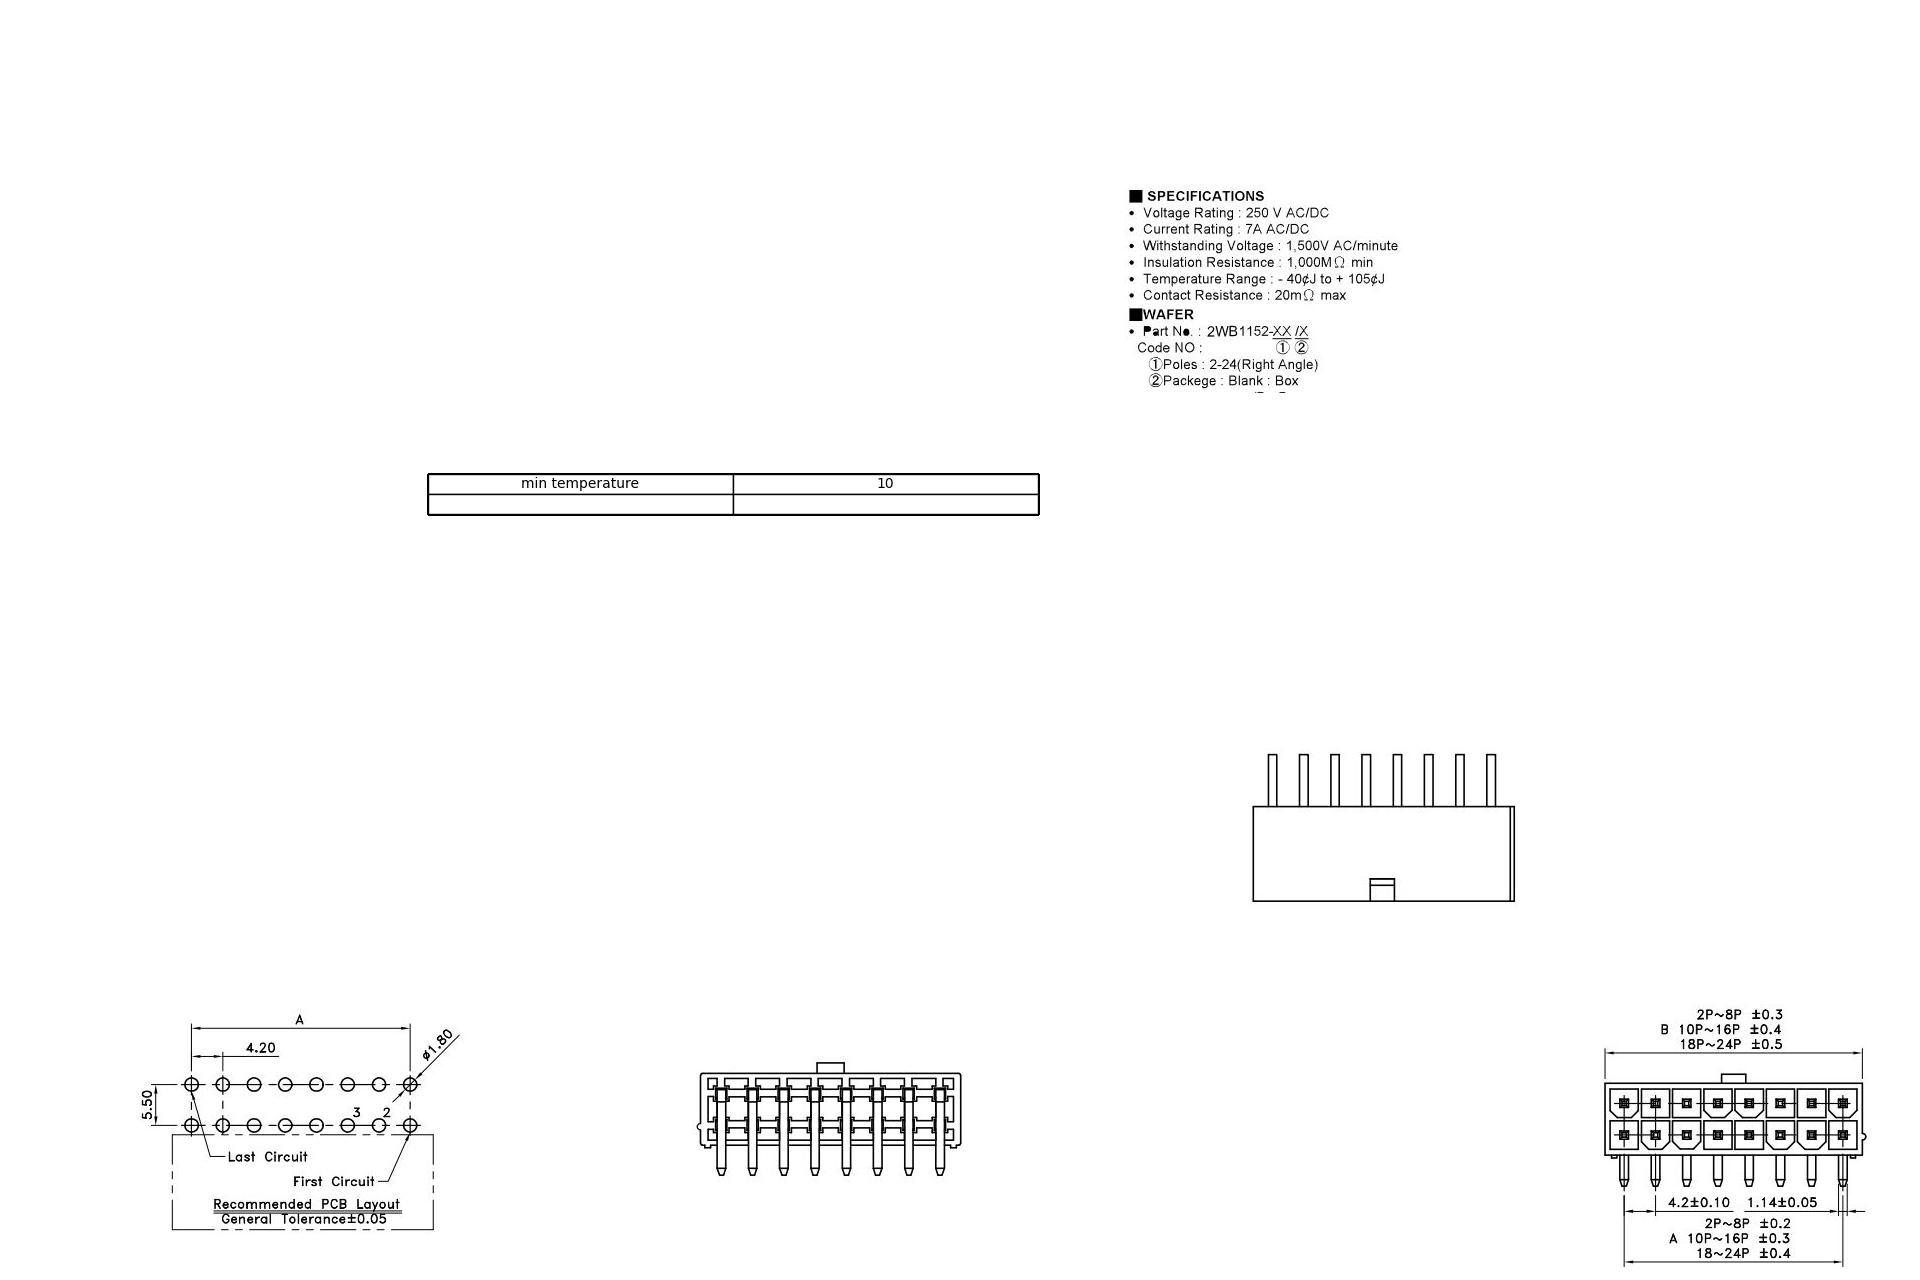 ■ SPECIFICATIONS
• Voltage Rating : 250 V AC/DC
• Current Rating : 7A AC/DC
• Withstanding Voltage : 1,500V AC/minute
• Insulation Resistance : 1,000MΩ min
• Temperature Range : - 40¢J to + 105¢J
• Contact Resistance : 20mΩ max
■WAFER
• Part No. : 2WB1152-XX /X
Code NO : ① ②
①Poles : 2-24(Right Angle)
②Packege : Blank : Box
min temperature 10
A
4.20
ø1.80
5.50
3 2
Last Circuit
First Circuit
Recommended PCB Layout
General Tolerance±0.05
2P~8P ±0.3
B 10P~16P ±0.4
18P~24P ±0.5
4.2±0.10 1.14±0.05
2P~8P ±0.2
A 10P~16P ±0.3
18~24P ±0.4